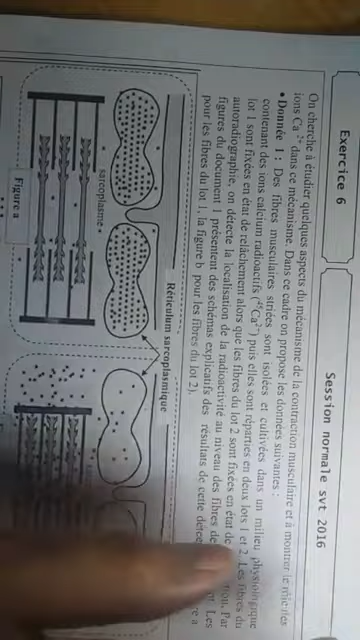 Exercice 6
Session normale svt 2016
On cherche à étudier quelques aspects du mécanisme de la contraction musculaire et à montrer le rôle des
ions Ca²⁺ dans ce mécanisme. Dans ce cadre on propose les données suivantes :
• Donnée 1 : Des fibres musculaires striées sont isolées et cultivées dans un milieu physiologique
contenant des ions calcium radioactifs (⁴⁵Ca²⁺) puis elles sont réparties en deux lots 1 et 2. Les fibres du
lot 1 sont fixées en état de relâchement alors que les fibres du lot 2 sont fixées en état de Par
autoradiographie, on détecte la localisation de la radioactivité au niveau des fibres Les
figures du document 1 présentent des schémas explicatifs des résultats de cette a
pour les fibres du lot 1, la figure b pour les fibres du lot 2).
Réticulum sarcoplasmique
sarcoplasme
Figure a